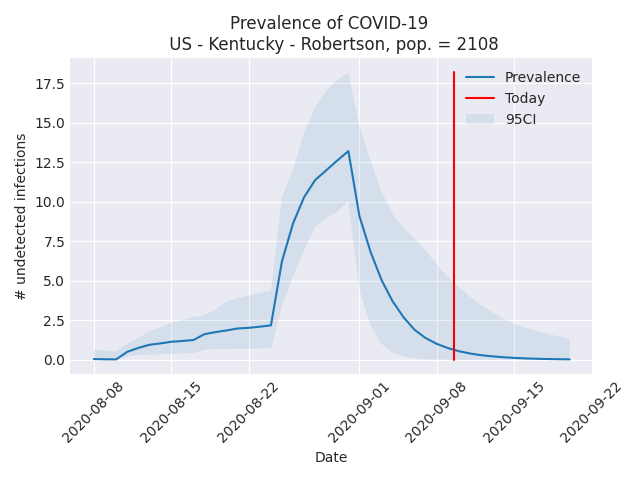 Prevalence of COVID-19
US - Kentucky - Robertson, pop. = 2108
Prevalence
Today
95CI
# undetected infections
17.5
15.0
12.5
10.0
7.5
5.0
2.5
0.0
2020-08-08
2020-08-15
2020-08-22
2020-09-01
2020-09-08
2020-09-15
2020-09-22
Date